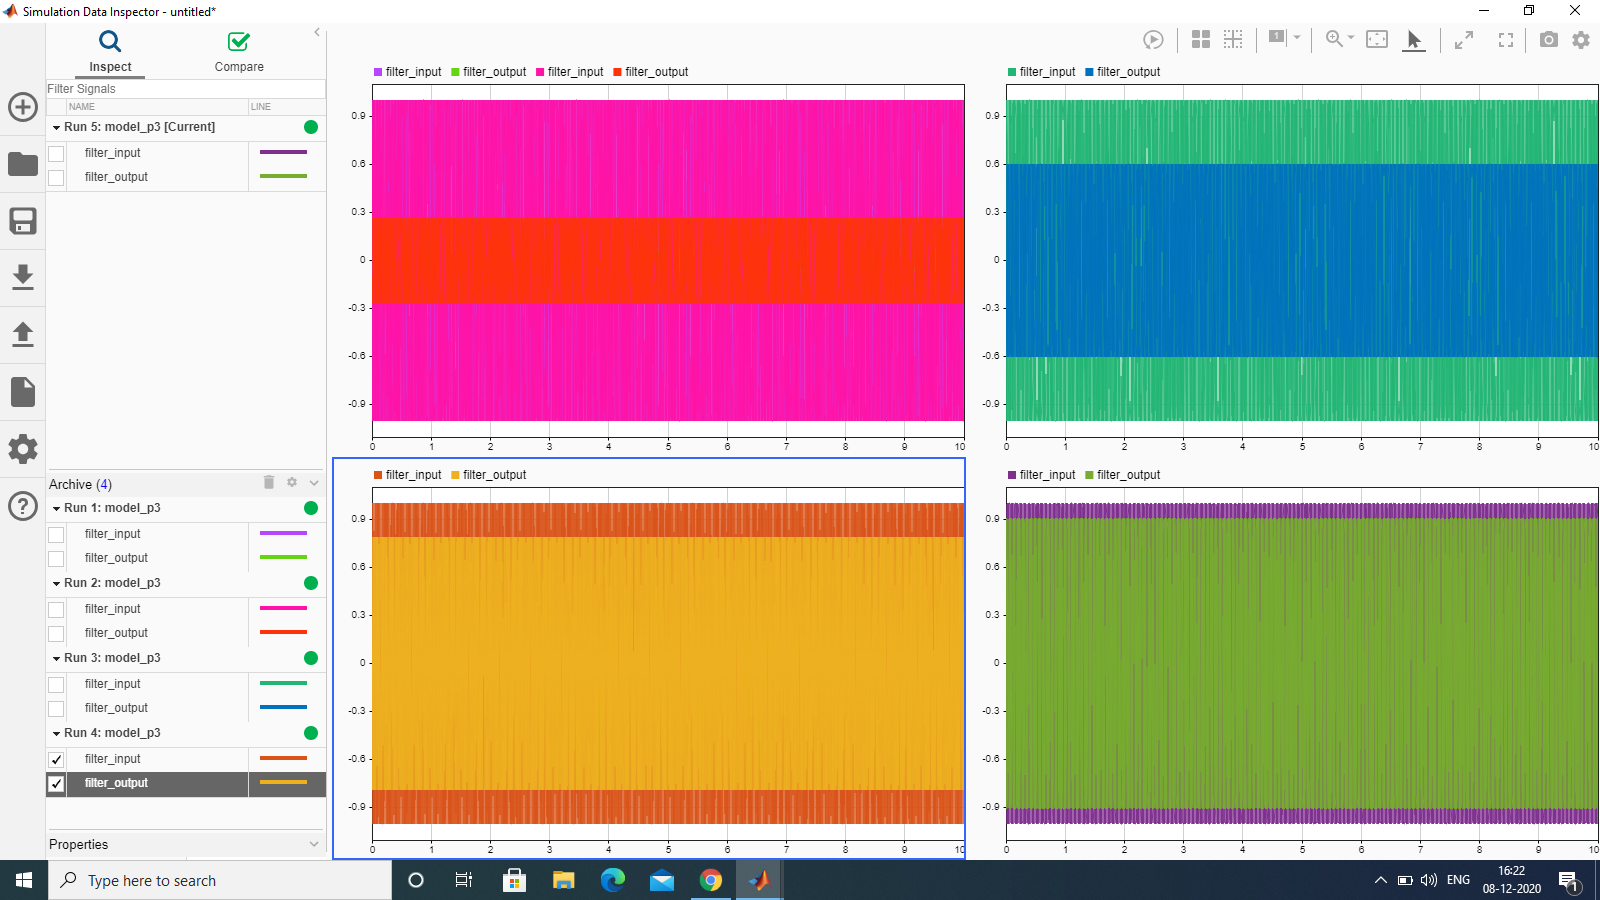 Simulation Data Inspector - untitled*
Inspect
Compare
Filter Signals
NAME LINE
Run 5: model_p3 [Current]
filter_input
filter_output
Archive (4)
Run 1: model_p3
filter_input
filter_output
Run 2: model_p3
filter_input
filter_output
Run 3: model_p3
filter_input
filter_output
Run 4: model_p3
filter_input
filter_output
Properties
1
filter_input filter_output filter_input filter_output
0.9
0.6
0.3
0
-0.3
-0.6
-0.9
0 1 2 3 4 5 6 7 8 9 10
filter_input filter_output
0.9
0.6
0.3
0
-0.3
-0.6
-0.9
0 1 2 3 4 5 6 7 8 9 10
filter_input filter_output
0.9
0.6
0.3
0
-0.3
-0.6
-0.9
0 1 2 3 4 5 6 7 8 9 10
filter_input filter_output
0.9
0.6
0.3
0
-0.3
-0.6
-0.9
0 1 2 3 4 5 6 7 8 9 10
Type here to search
ENG
16:22
08-12-2020
1